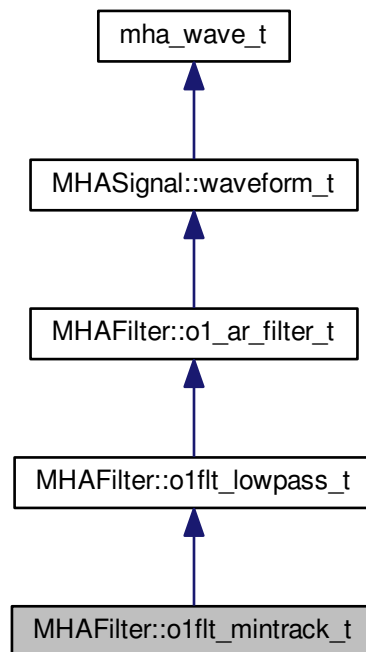 mha_wave_t
MHASignal::waveform_t
MHAFilter::o1_ar_filter_t
MHAFilter::o1flt_lowpass_t
MHAFilter::o1flt_mintrack_t